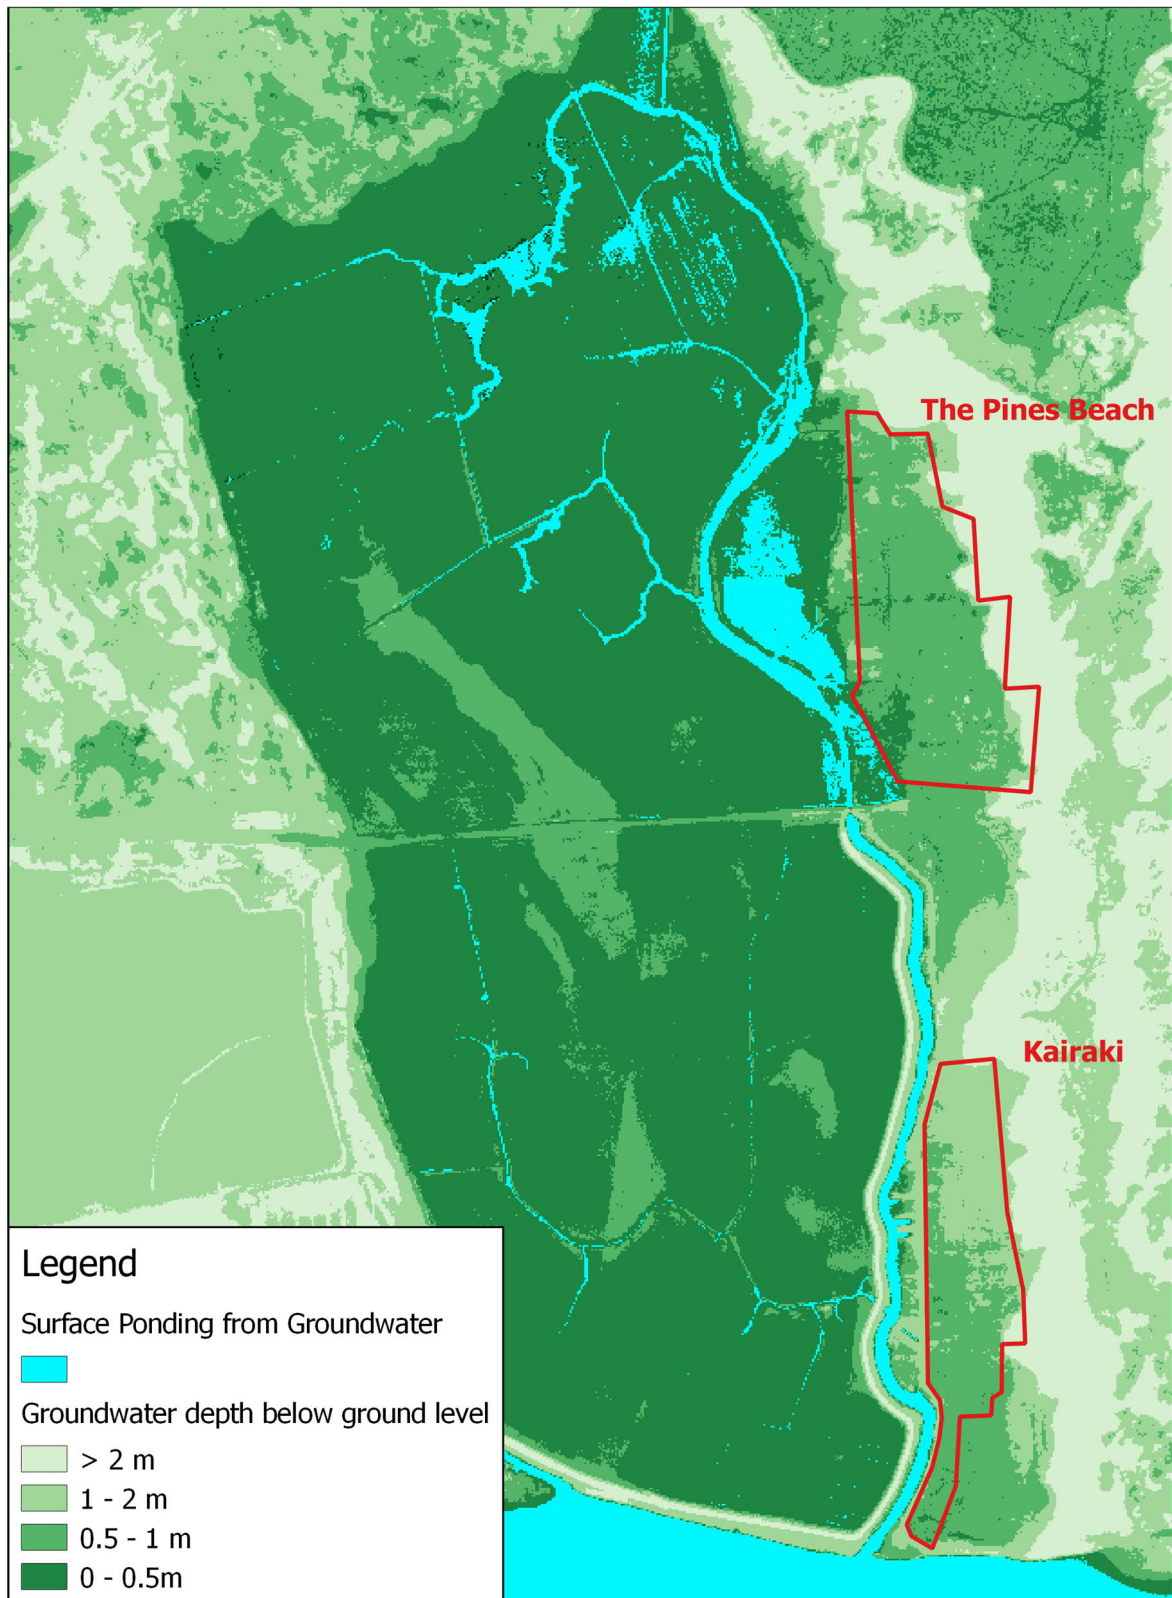 The Pines Beach
Kairaki
Legend
Surface Ponding from Groundwater
Groundwater depth below ground level
> 2 m
1 - 2 m
0.5 - 1 m
0 - 0.5m